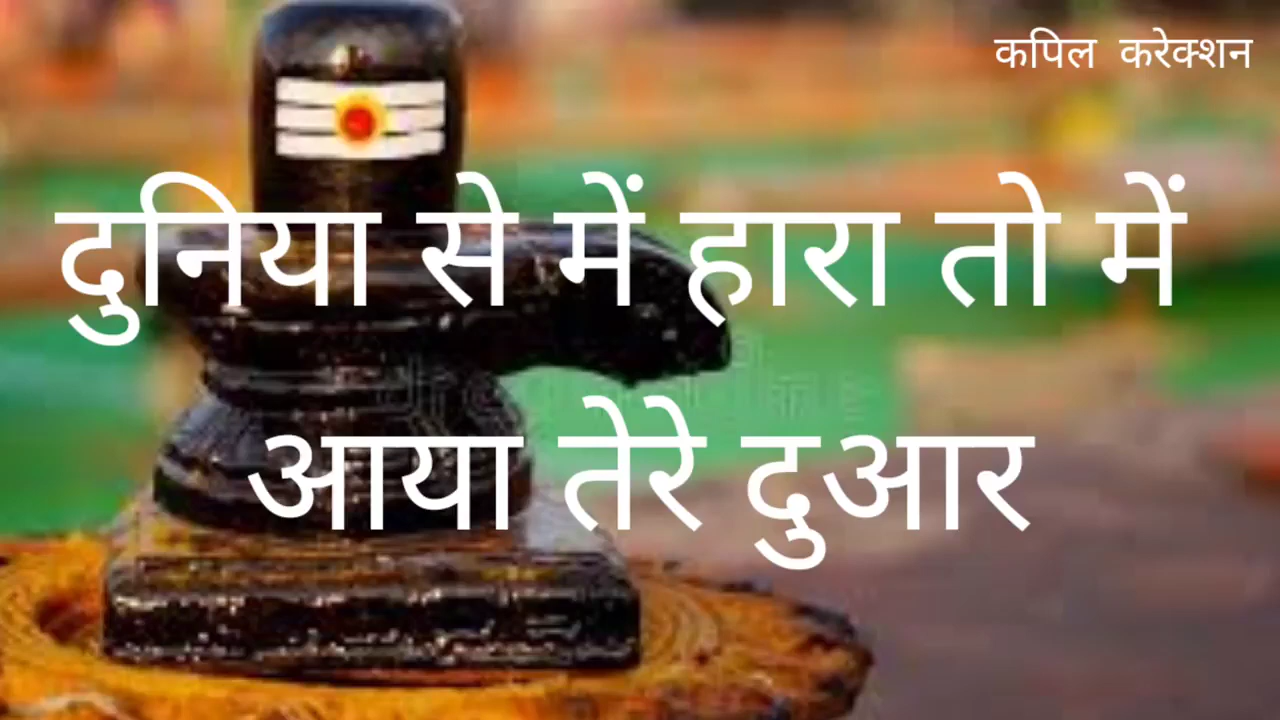 कपिल करेक्शन
दुनिया से में हारा तो में
आया तेरे दुआर